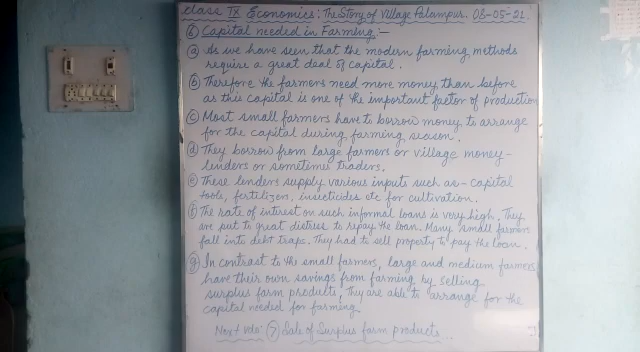 class IX Economics: The Story of Village Palampur. 08-05-21.
⑥ Capital needed in Farming:-
ⓐ As we have seen that the modern farming methods
require a great deal of capital.
ⓑ Therefore the farmers need more money than before
as this capital is one of the important factor of production
ⓒ Most small farmers have to borrow money to arrange
for the capital during farming season.
ⓓ They borrow from large farmers or village money-
lenders or sometimes traders.
ⓔ These lenders supply various inputs such as- capital
tools, fertilizers, insecticides etc for cultivation.
ⓕ The rate of interest on such informal loans is very high. They
are put to great distress to repay the loan. Many small farmers
fall into debt traps. They had to sell property to pay the loan.
ⓖ In contrast to the small farmers, large and medium farmers
have their own savings from farming by selling
surplus farm products, they are able to arrange for the
capital needed for farming.
Next vdo: ⑦ Sale of Surplus farm products...